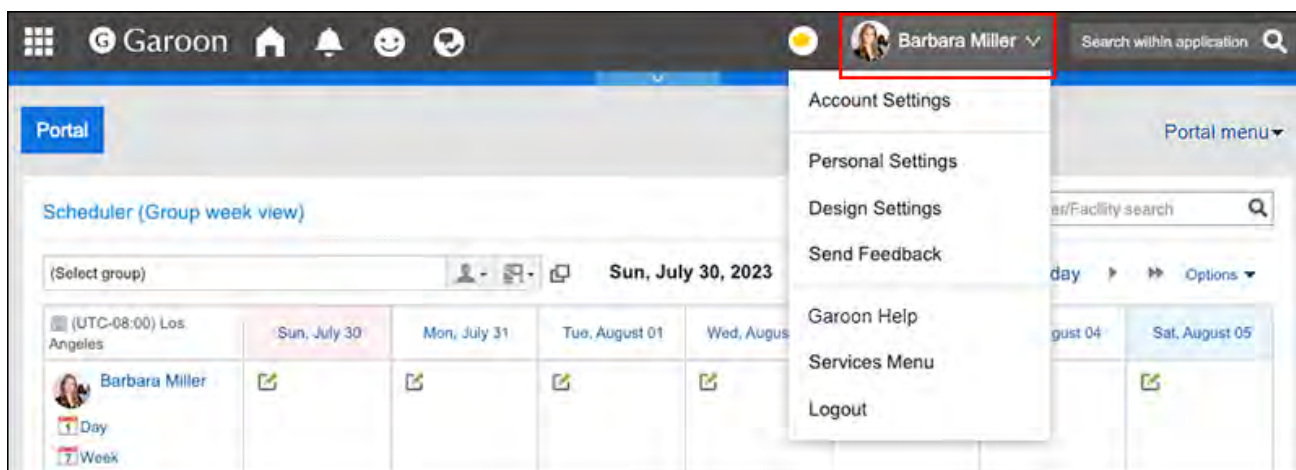 G Garoon
Barbara Miller
Search within application
Account Settings
Portal
Portal menu
Personal Settings
Scheduler (Group week view)
Design Settings
er/Facility search
Send Feedback
(Select group)
Sun, July 30, 2023
day
Options
(UTC-08:00) Los
Angeles
Sun, July 30
Mon, July 31
Tue, August 01
Wed, Augus
gust 04
Sat, August 05
Garoon Help
Services Menu
Logout
Barbara Miller
1 Day
7 Week